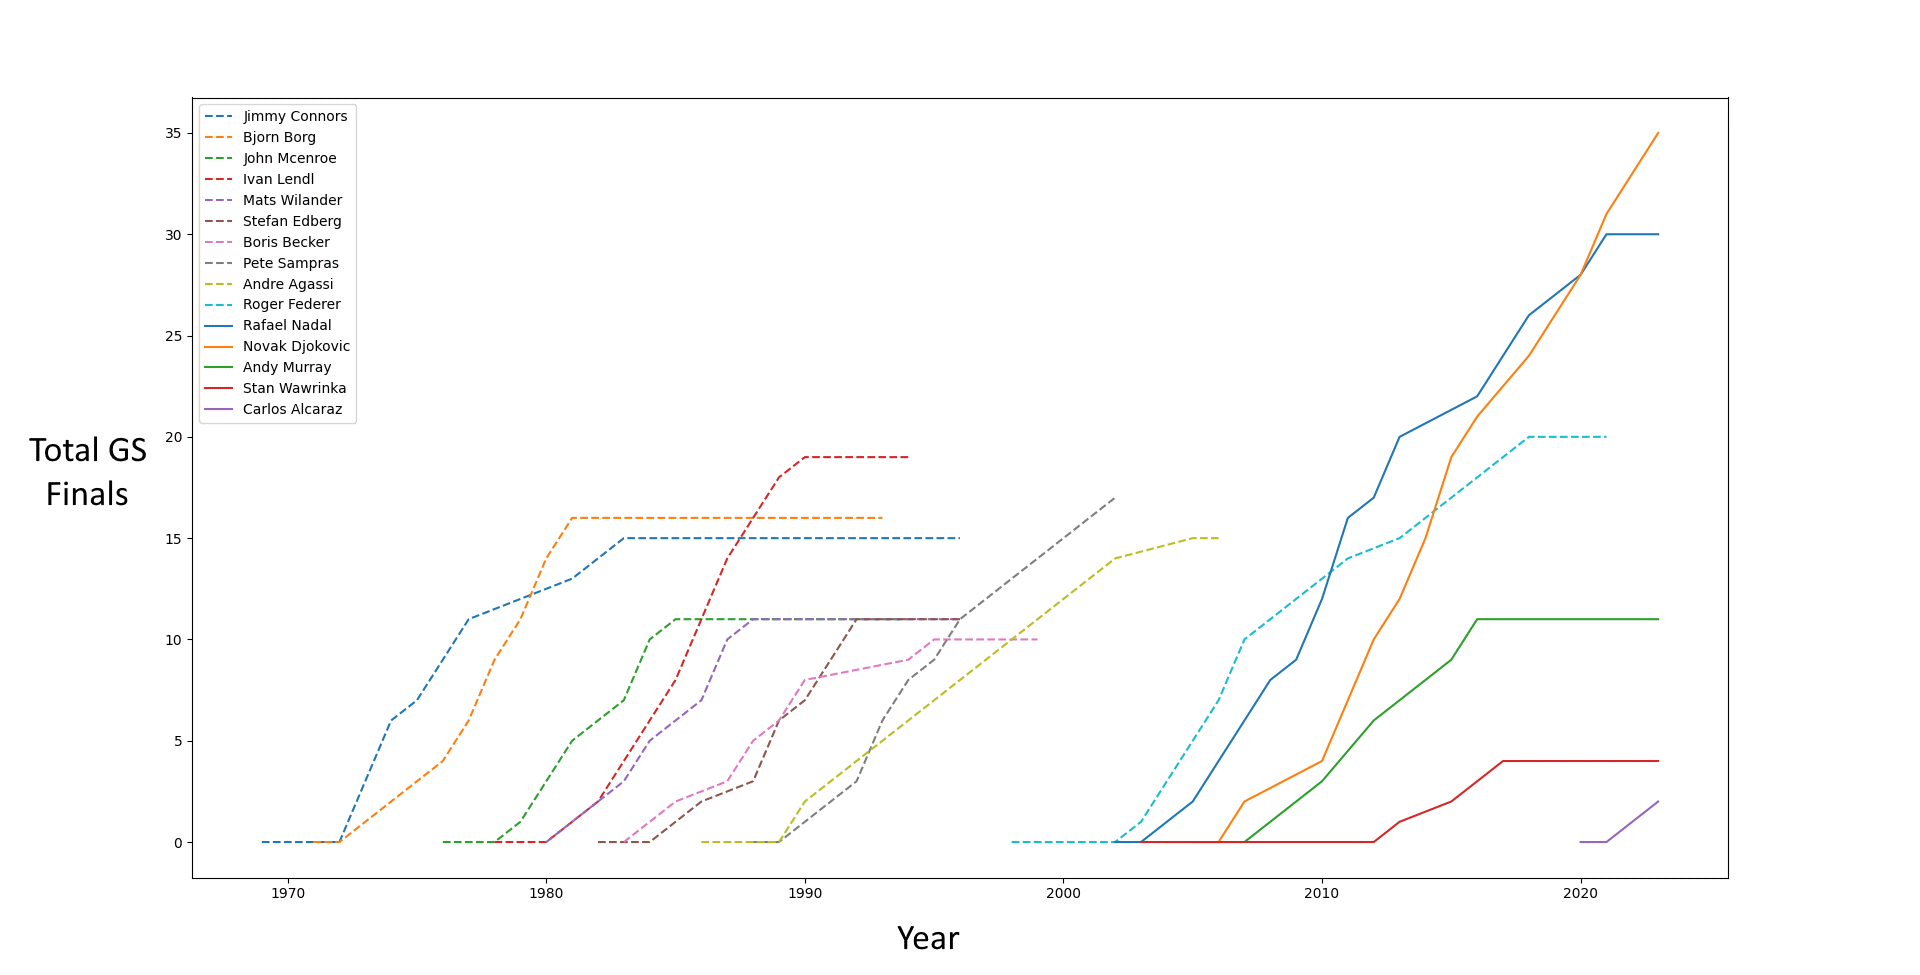 Jimmy Connors
Bjorn Borg
John Mcenroe
Ivan Lendl
Mats Wilander
Stefan Edberg
Boris Becker
Pete Sampras
Andre Agassi
Roger Federer
Rafael Nadal
Novak Djokovic
Andy Murray
Stan Wawrinka
Carlos Alcaraz
35
30
25
20
15
10
5
0
Total GS
Finals
1970 1980 1990 2000 2010 2020
Year